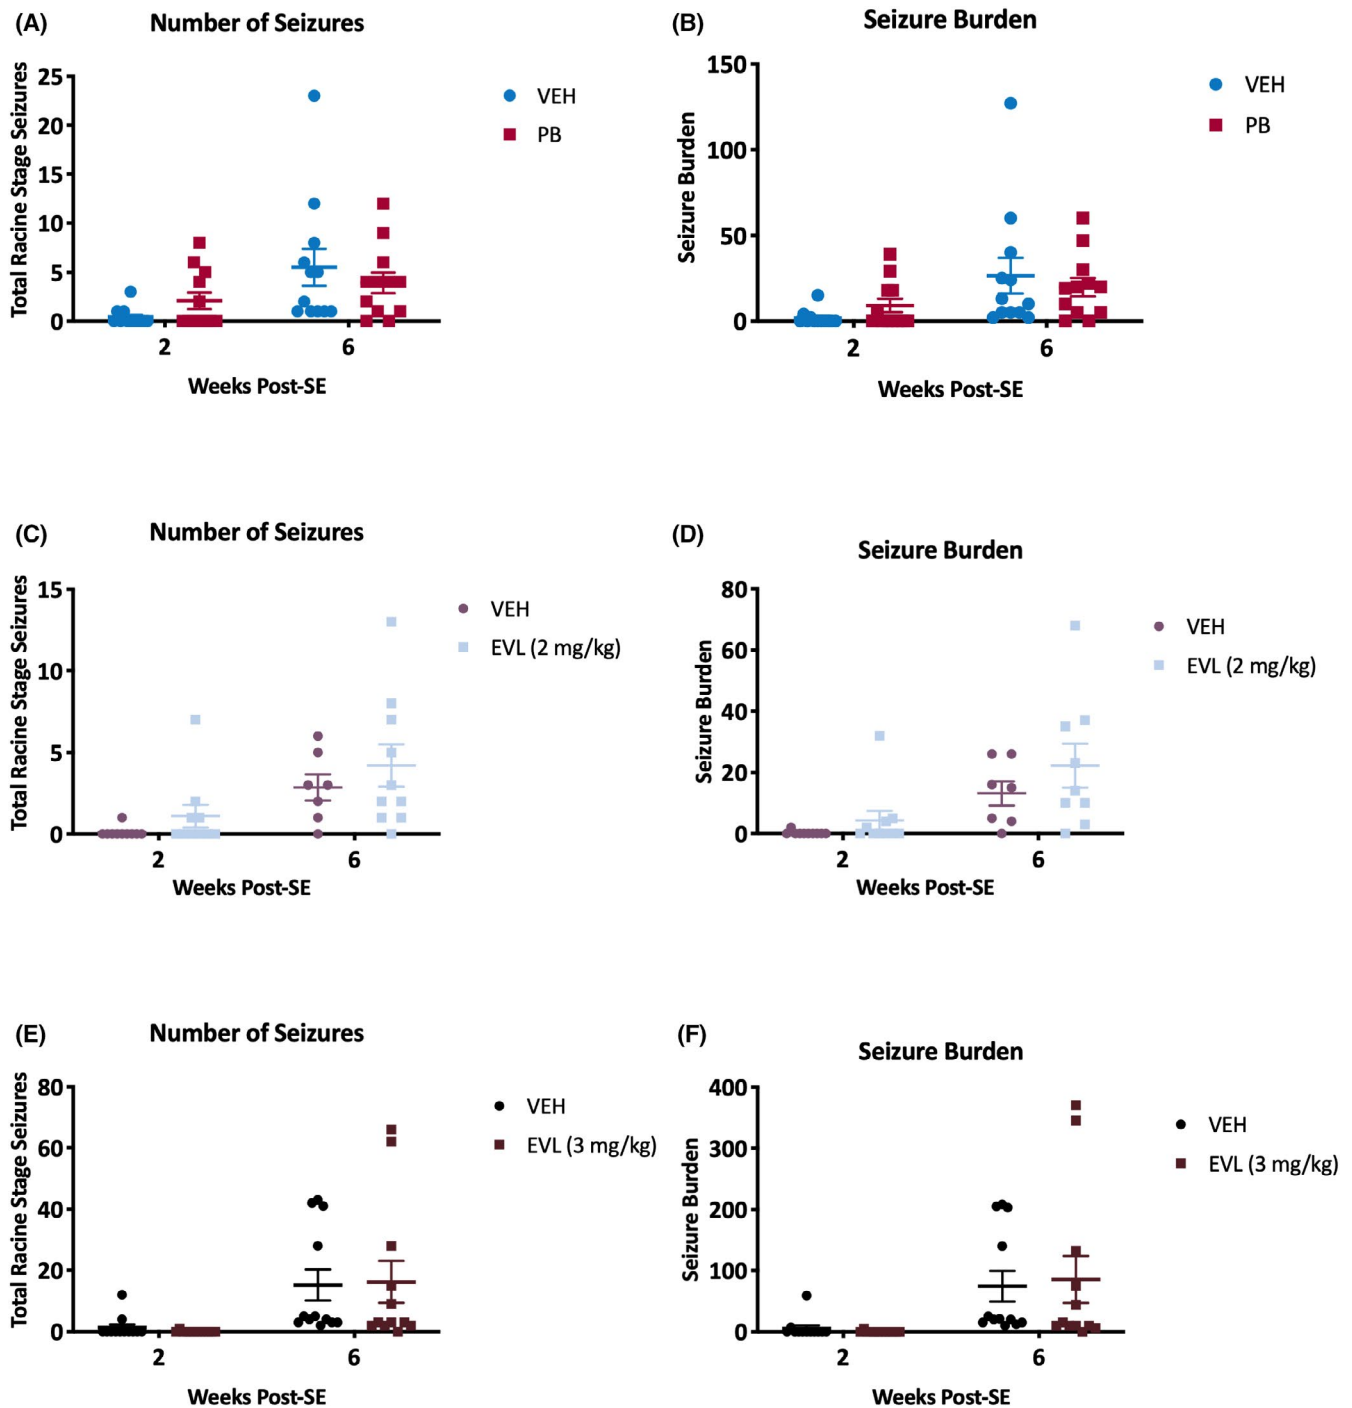 (A)
Number of Seizures
Total Racine Stage Seizures
25
20
15
10
5
0
2
6
Weeks Post-SE
VEH
PB
(B)
Seizure Burden
Seizure Burden
150
100
50
0
2
6
Weeks Post-SE
VEH
PB
(C)
Number of Seizures
Total Racine Stage Seizures
15
10
5
0
2
6
Weeks Post-SE
VEH
EVL (2 mg/kg)
(D)
Seizure Burden
Seizure Burden
80
60
40
20
0
2
6
Weeks Post-SE
VEH
EVL (2 mg/kg)
(E)
Number of Seizures
Total Racine Stage Seizures
80
60
40
20
0
2
6
Weeks Post-SE
VEH
EVL (3 mg/kg)
(F)
Seizure Burden
Seizure Burden
400
300
200
100
0
2
6
Weeks Post-SE
VEH
EVL (3 mg/kg)